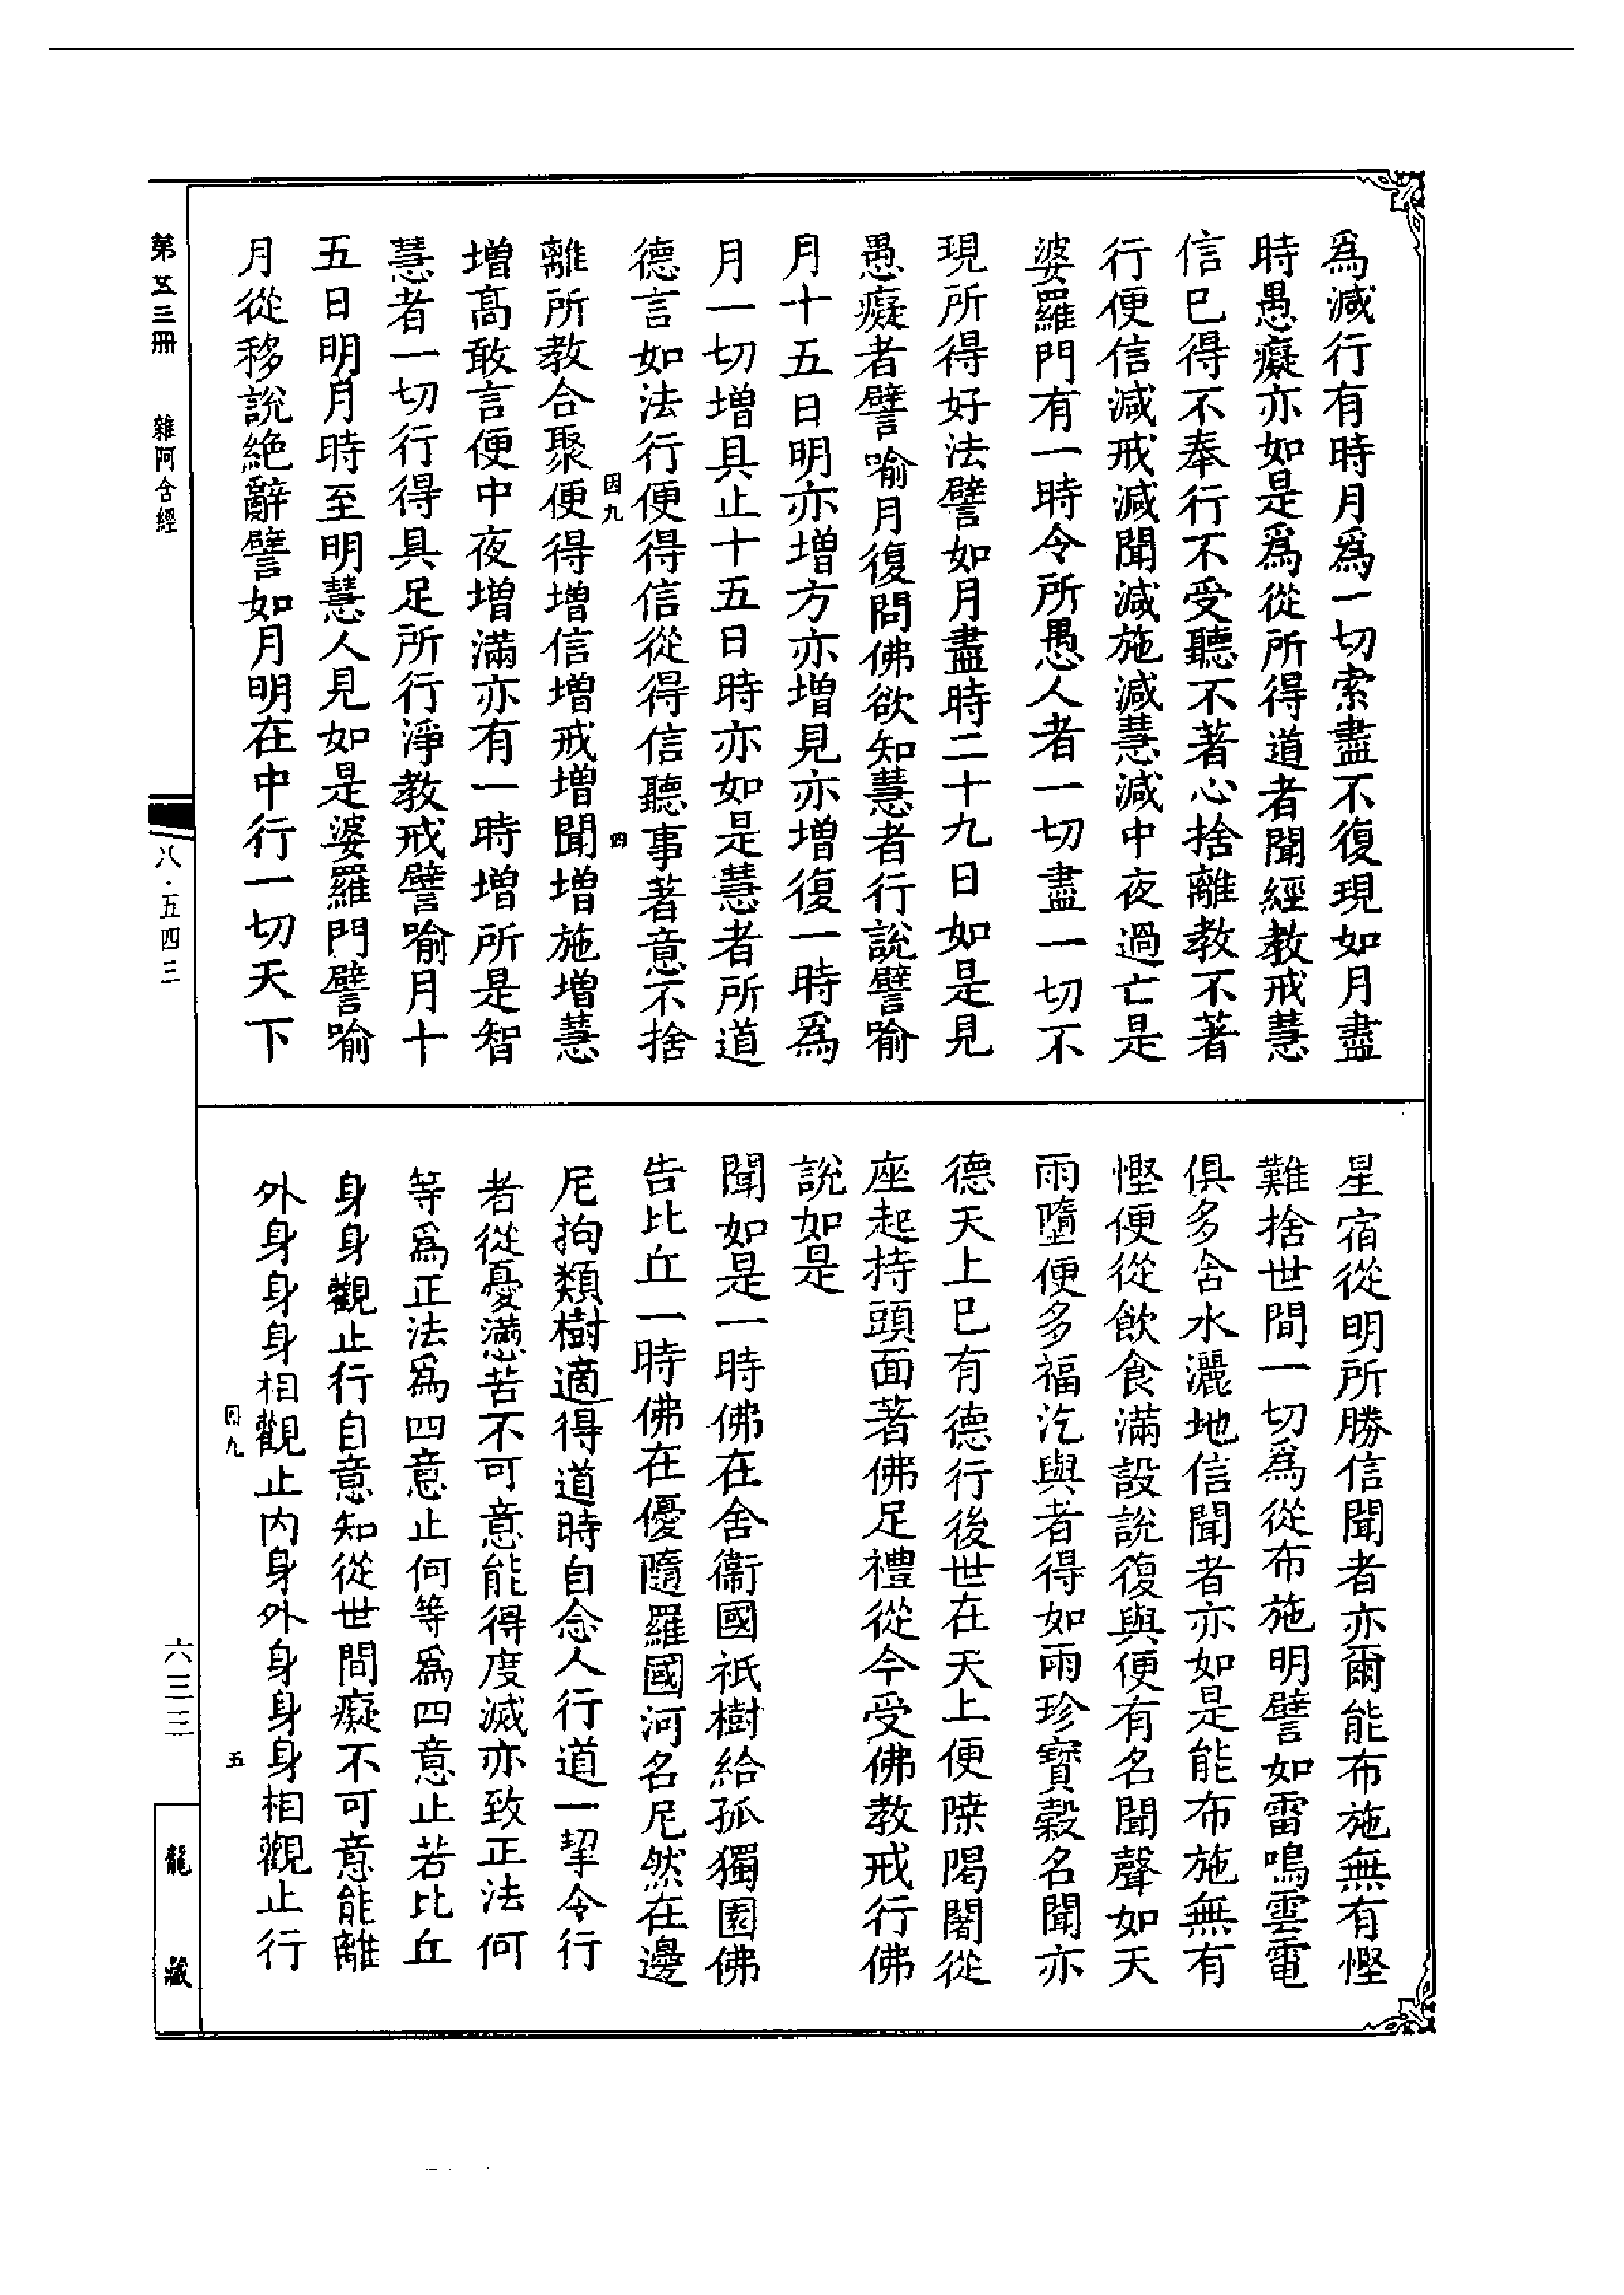 為減行有時月為一切索盡不復現如月盡
時愚癡亦如是為從所得道者聞經教戒慧
信已得不奉行不受聽不著心捨離教不著
行便信減戒減聞減施減慧減中夜過亡是
婆羅門有一時令所愚人者一切盡一切不
現所得好法譬如月盡時二十九日如是見
愚癡者譬喻月復問佛欲知慧者行說譬喻
月十五日明亦增方亦增見亦增復一時為
月一切增具止十五日時亦如是慧者所道
德言如法行便得信從得信聽事著意不捨
因九
四
離所教合聚便得增信增戒增聞增施增慧
增高敢言便中夜增滿亦有一時增所是智
慧者一切行得具足所行淨教戒譬喻月十
五日明月時至明慧人見如是婆羅門譬喻
月從移說絶辭譬如月明在中行一切天下
星宿從明所勝信聞者亦爾能布施無有慳
難捨世間一切為從布施明譬如雷鳴雲電
俱多含水灑地信聞者亦如是能布施無有
慳便從飲食滿設說復與便有名聞聲如天
雨墮便多福汔與者得如雨珍寶穀名聞亦
德天上已有德行後世在天上便䧟閡闍從
座起持頭面著佛足禮從今受佛教戒行佛
說如是
聞如是一時佛在舍衞國祇樹給孤獨園佛
告比丘一時佛在優隨羅國河名尼然在邊
尼拘類樹適得道時自念人行道一挈令行
者從憂懣苦不可意能得度滅亦致正法何
等為正法為四意止何等為四意止若比丘
身身觀止行自意知從世間癡不可意能離
外身身身相觀止內身外身身身相觀止行
因九
五
第五三冊
雜阿含經
八·五四三
六三三
龍藏